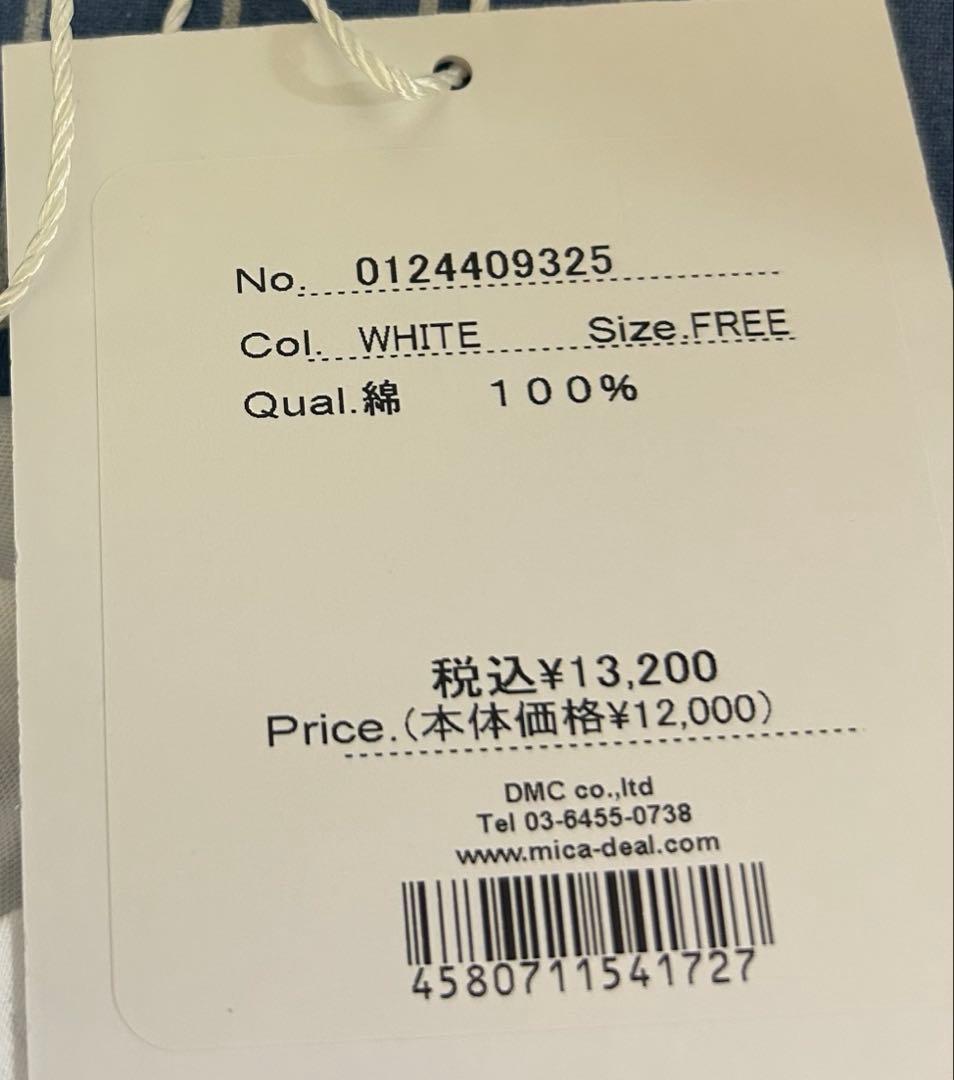 No. 0124409325
Col. WHITE Size.FREE
Qual.綿 １００%
税込¥13,200
Price.(本体価格¥12,000)
DMC co.,ltd
Tel 03-6455-0738
www.mica-deal.com
4580711541727